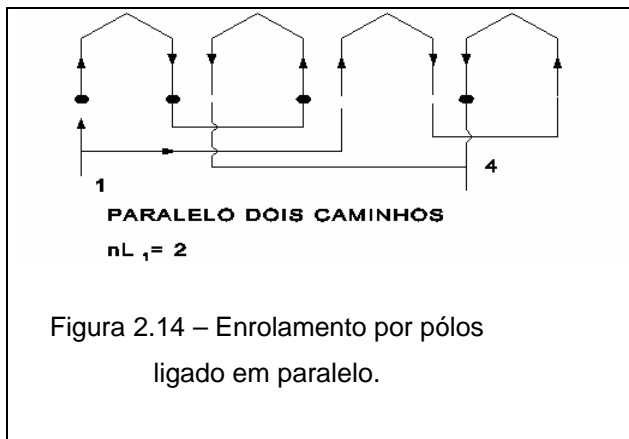 1
4
PARALELO DOIS CAMINHOS
nL 1= 2
Figura 2.14 – Enrolamento por pólos
ligado em paralelo.